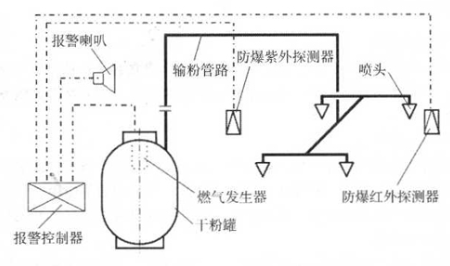 报警喇叭
输粉管路
防爆紫外探测器
喷头
燃气发生器
干粉罐
防爆红外探测器
报警控制器